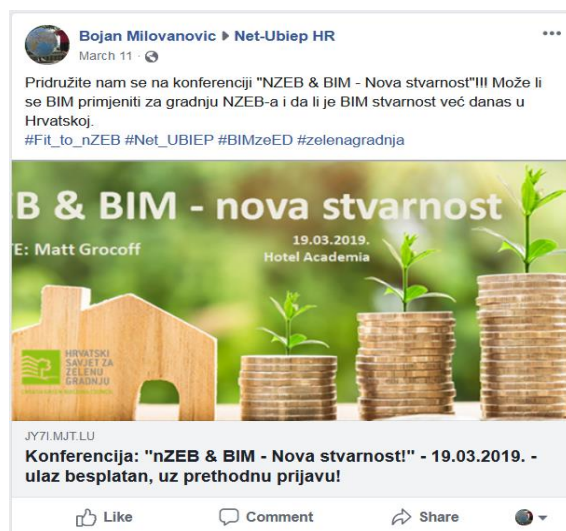 Bojan Milovanovic ▸ Net-Ubiep HR
March 11 ·
Pridružite nam se na konferenciji "NZEB & BIM - Nova stvarnost"!!! Može li
se BIM primjeniti za gradnju NZEB-a i da li je BIM stvarnost već danas u
Hrvatskoj.
#Fit_to_nZEB #Net_UBIEP #BIMzeED #zelenagradnja
B & BIM - nova stvarnost
E: Matt Grocoff
19.03.2019.
Hotel Academia
HRVATSKI
SAVJET ZA
ZELENU
GRADNJU
JY7I.MJT.LU
Konferencija: "nZEB & BIM - Nova stvarnost!" - 19.03.2019. -
ulaz besplatan, uz prethodnu prijavu!
Like
Comment
Share